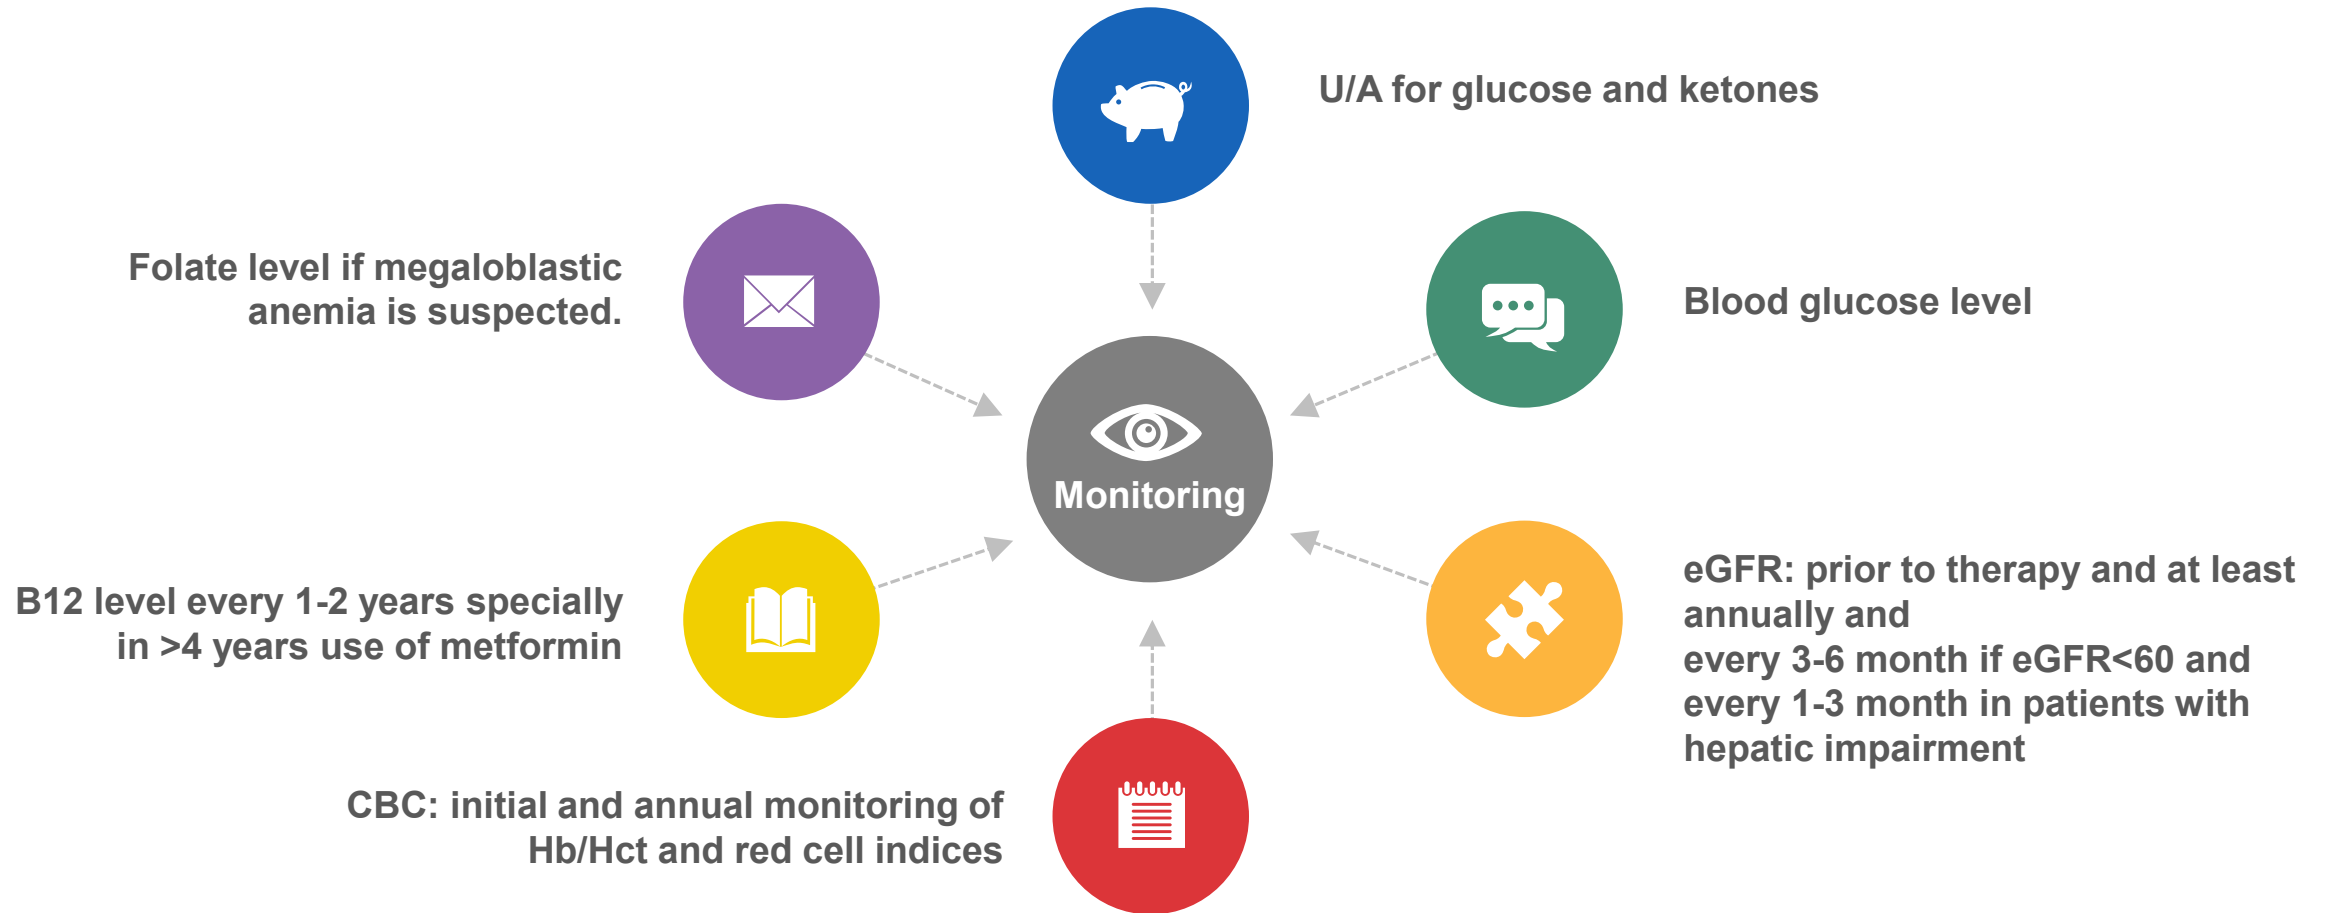 U/A for glucose and ketones
Folate level if megaloblastic
anemia is suspected.
Blood glucose level
Monitoring
B12 level every 1-2 years specially
in >4 years use of metformin
eGFR: prior to therapy and at least
annually and
every 3-6 month if eGFR<60 and
every 1-3 month in patients with
hepatic impairment
CBC: initial and annual monitoring of
Hb/Hct and red cell indices